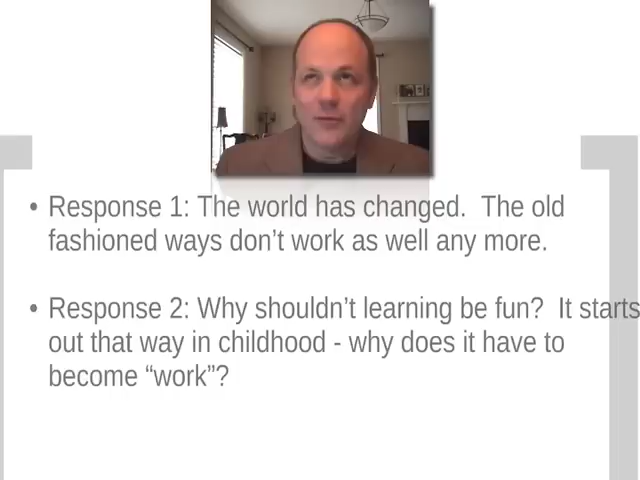 • Response 1: The world has changed.  The old
fashioned ways don’t work as well any more.
• Response 2: Why shouldn’t learning be fun?  It starts
out that way in childhood - why does it have to
become “work”?